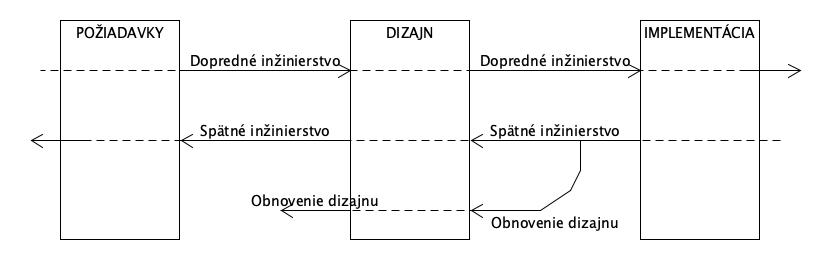 POŽIADAVKY
DIZAJN
IMPLEMENTÁCIA
Dopredné inžinierstvo
Dopredné inžinierstvo
Spätné inžinierstvo
Spätné inžinierstvo
Obnovenie dizajnu
Obnovenie dizajnu